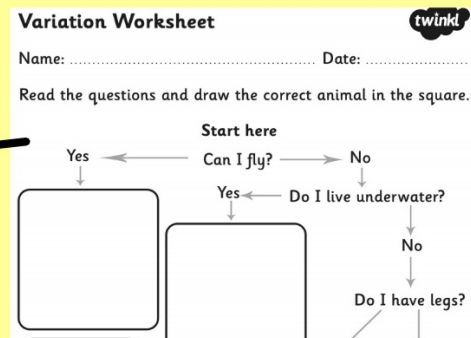 Variation Worksheet
twinkl
Name: ........................................ Date: ....................
Read the questions and draw the correct animal in the square.
Start here
Yes Can I fly? No
Yes Do I live underwater?
No
Do I have legs?